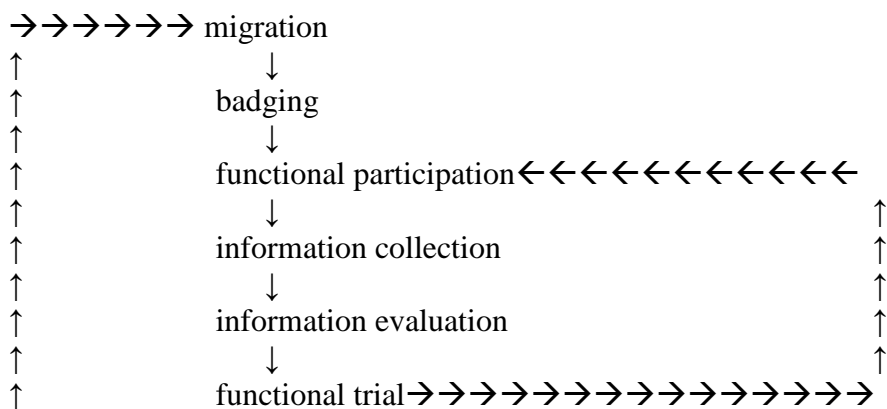 →→→→→→ migration
↑ ↓
↑ badging
↑ ↓
↑ functional participation←←←←←←←←←←←
↑ ↓ ↑
↑ information collection ↑
↑ ↓ ↑
↑ information evaluation ↑
↑ ↓ ↑
↑ functional trial→→→→→→→→→→→→→→→